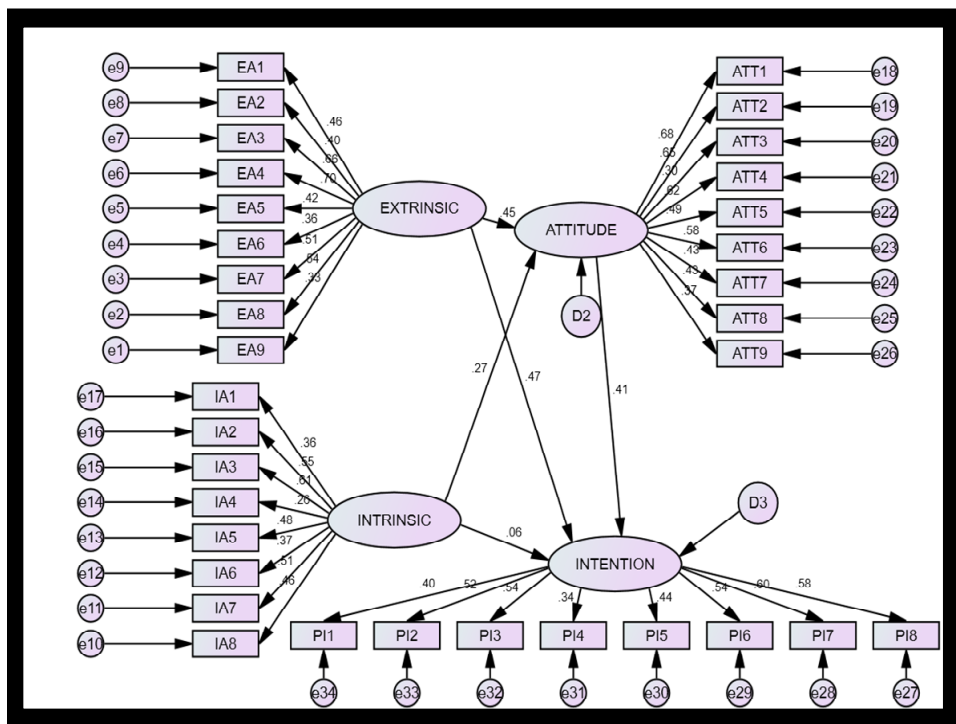 e9 EA1
e8 EA2
e7 EA3
e6 EA4
e5 EA5
e4 EA6
e3 EA7
e2 EA8
e1 EA9
.46
.40
.66
.70
.42
.36
.51
.33
EXTRINSIC
.45
ATTITUDE
D2
ATT1 e18
ATT2 e19
ATT3 e20
ATT4 e21
ATT5 e22
ATT6 e23
ATT7 e24
ATT8 e25
ATT9 e26
.68
.65
.30
.62
.49
.58
.43
.43
.37
.27
.47
.41
e17 IA1
e16 IA2
e15 IA3
e14 IA4
e13 IA5
e12 IA6
e11 IA7
e10 IA8
.36
.55
.61
.26
.48
.37
.51
.46
INTRINSIC
.06
D3
INTENTION
.40 .52 .54 .34 .44 .54 .60 .58
PI1 PI2 PI3 PI4 PI5 PI6 PI7 PI8
e34 e33 e32 e31 e30 e29 e28 e27